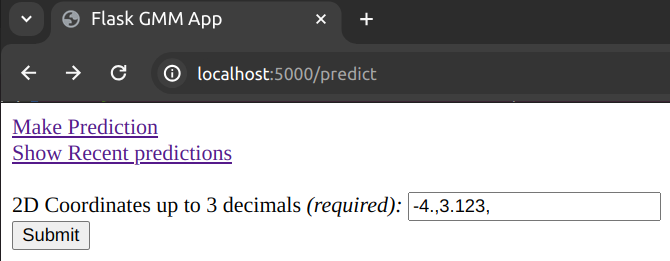 Flask GMM App
localhost:5000/predict
Make Prediction
Show Recent predictions
2D Coordinates up to 3 decimals (required): -4.,3.123,
Submit